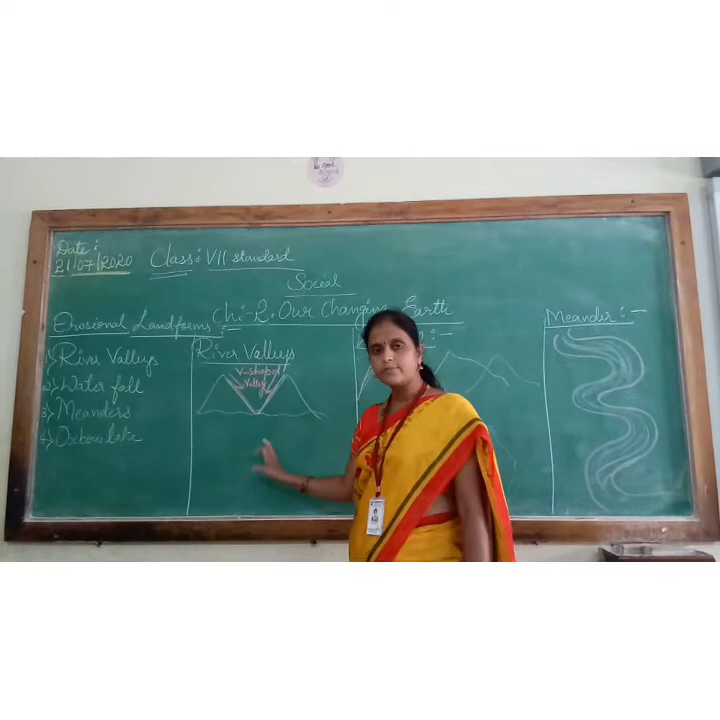 Date:
21/07/2020
Class: VII standard
Social
Ch:-2. Our Changing Earth
Erosional Landforms:-
1) River Valleys
2) Water fall
3) Meanders
4) Oxbow lake
River Valleys
V-shaped
Valley
:-
Meander:-